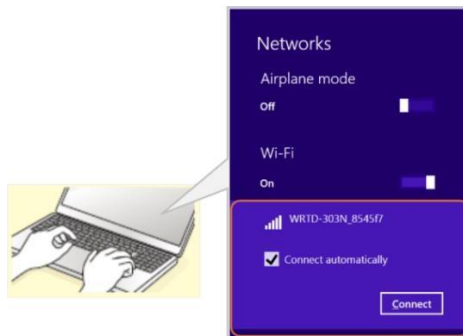 Networks
Airplane mode
Off
Wi-Fi
On
WRTD-303N_8545f7
Connect automatically
Connect